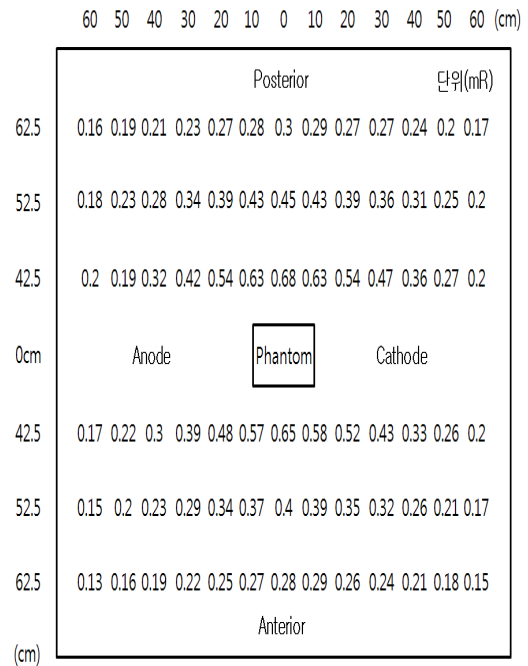 60 50 40 30 20 10 0 10 20 30 40 50 60 (cm)
Posterior 단위(mR)
62.5 0.16 0.19 0.21 0.23 0.27 0.28 0.3 0.29 0.27 0.27 0.24 0.2 0.17
52.5 0.18 0.23 0.28 0.34 0.39 0.43 0.45 0.43 0.39 0.36 0.31 0.25 0.2
42.5 0.2 0.19 0.32 0.42 0.54 0.63 0.68 0.63 0.54 0.47 0.36 0.27 0.2
0cm Anode Phantom Cathode
42.5 0.17 0.22 0.3 0.39 0.48 0.57 0.65 0.58 0.52 0.43 0.33 0.26 0.2
52.5 0.15 0.2 0.23 0.29 0.34 0.37 0.4 0.39 0.35 0.32 0.26 0.21 0.17
62.5 0.13 0.16 0.19 0.22 0.25 0.27 0.28 0.29 0.26 0.24 0.21 0.18 0.15
Anterior
(cm)